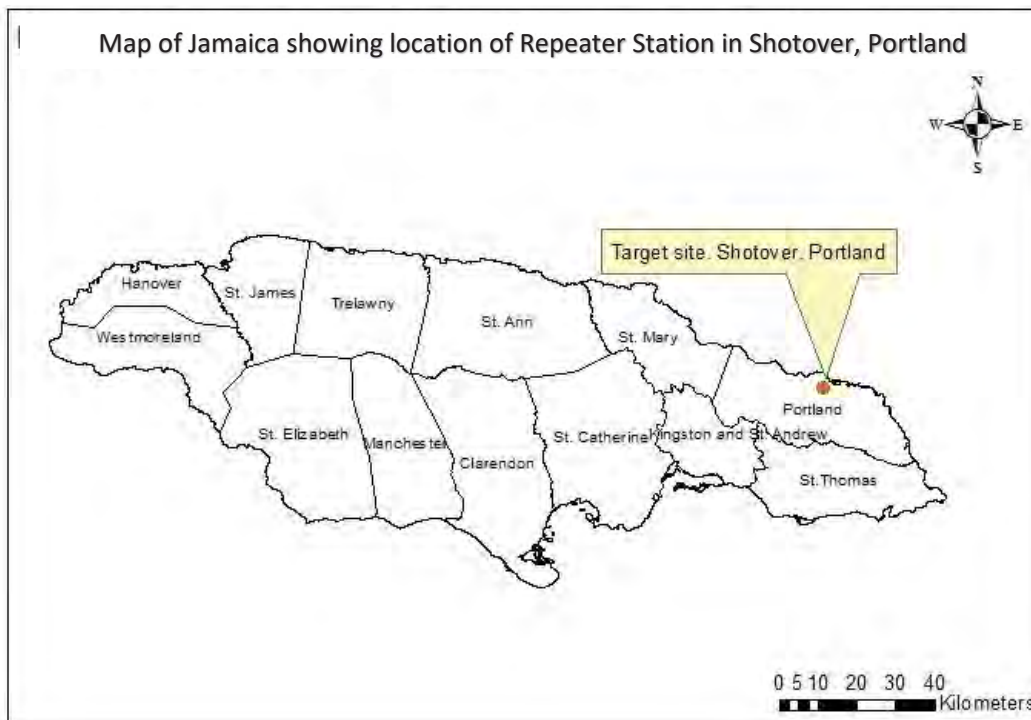 Map of Jamaica showing location of Repeater Station in Shotover, Portland
N
W E
S
Target site. Shotover. Portland
Hanover
St. James
Trelawny
St. Ann
St. Mary
Westmoreland
Portland
St. Elizabeth
Manchester
Clarendon
St. Catherine
Kingston and St. Andrew
St. Thomas
0 5 10 20 30 40
Kilometers